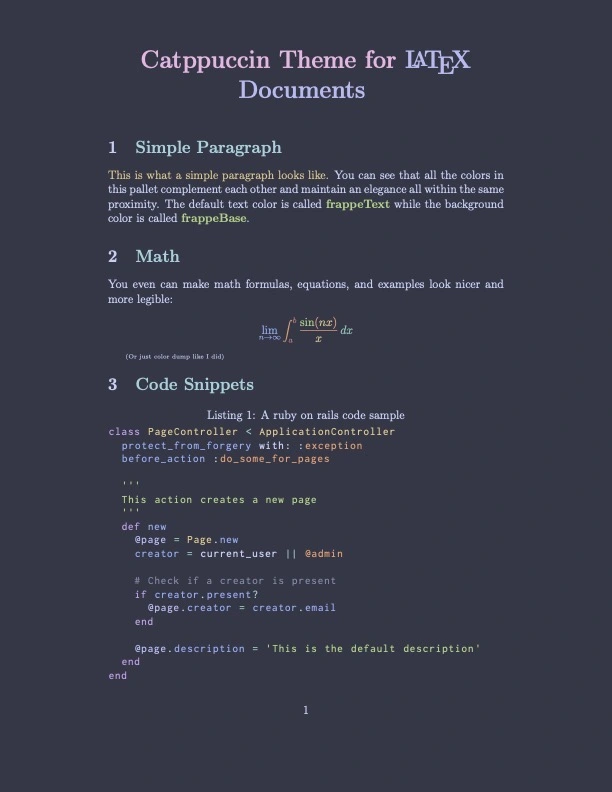 Catppuccin Theme for LATEX
Documents
1 Simple Paragraph
This is what a simple paragraph looks like. You can see that all the colors in
this pallet complement each other and maintain an elegance all within the same
proximity. The default text color is called frappeText while the background
color is called frappeBase.
2 Math
You even can make math formulas, equations, and examples look nicer and
more legible:
lim n→∞ ∫ₐᵇ sin(nx)/x dx
(Or just color dump like I did)
3 Code Snippets
Listing 1: A ruby on rails code sample
class PageController < ApplicationController
  protect_from_forgery with: :exception
  before_action :do_some_for_pages
  '''
  This action creates a new page
  '''
  def new
    @page = Page.new
    creator = current_user || @admin
    # Check if a creator is present
    if creator.present?
      @page.creator = creator.email
    end
    @page.description = 'This is the default description'
  end
end
1